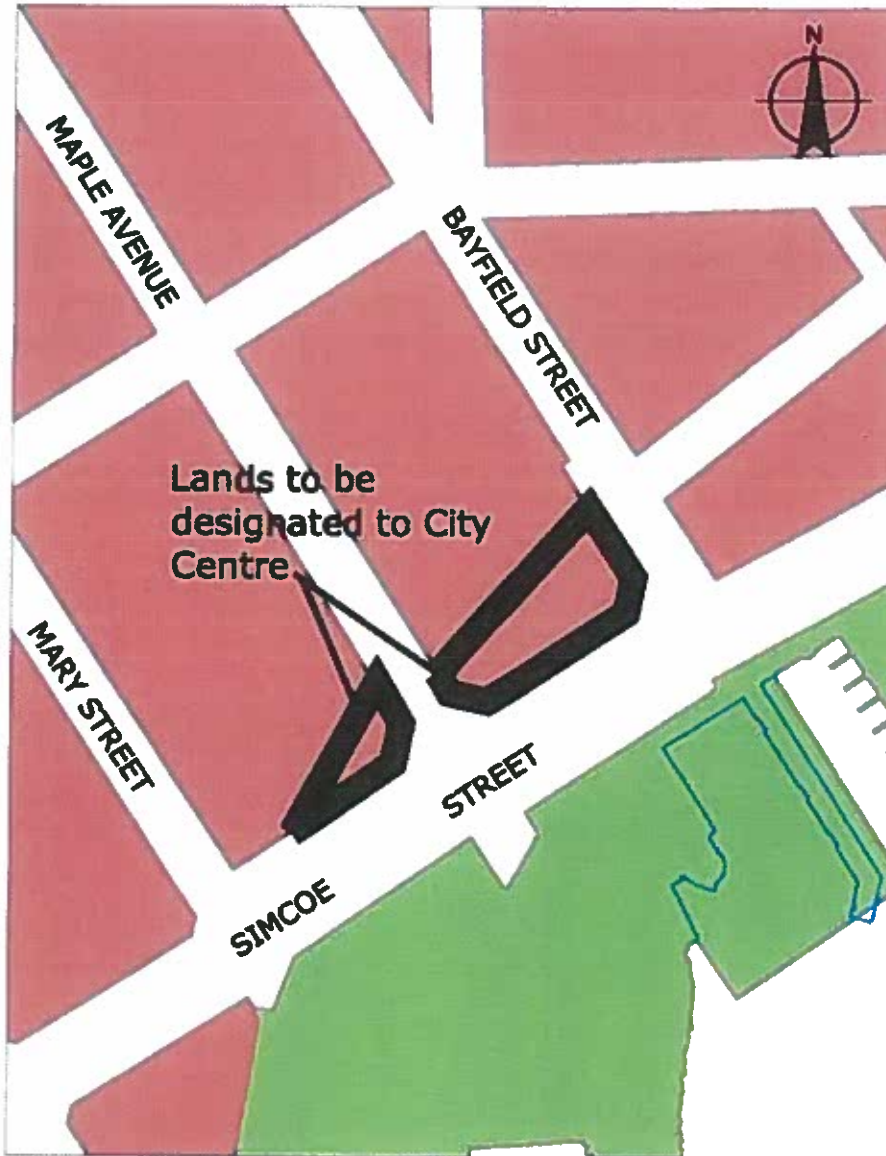 N
MAPLE AVENUE
BAYFIELD STREET
Lands to be
designated to City
Centre
MARY STREET
SIMCOE STREET